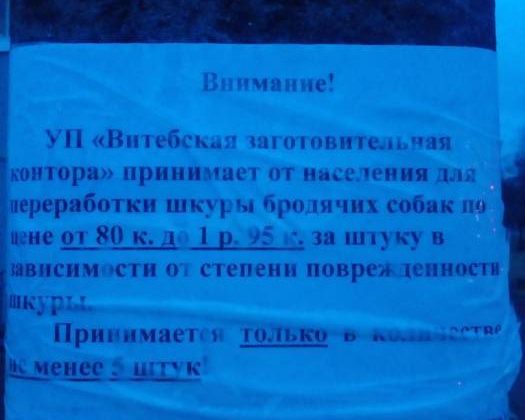 Внимание!
УП «Витебская заготовительная
контора» принимает от населения для
переработки шкуры бродячих собак по
цене от 80 к. до 1 р. 95 к. за штуку в
зависимости от степени поврежденности
шкуры.
Принимается только в количестве
не менее 5 штук!